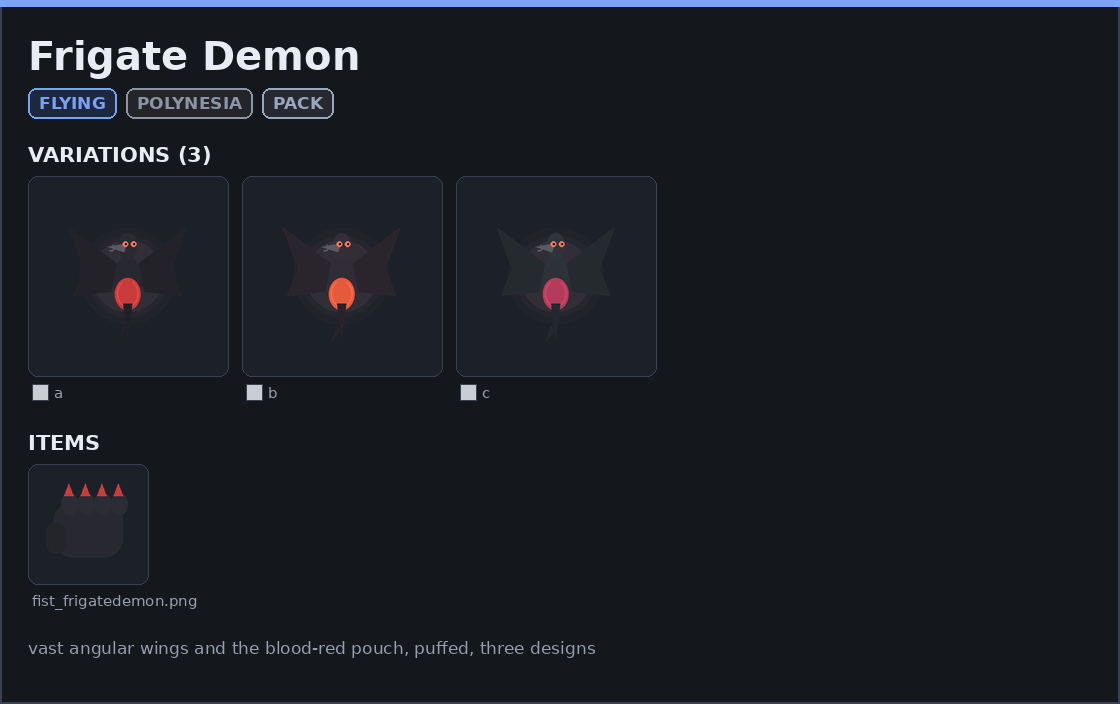 Frigate Demon
FLYING POLYNESIA PACK
VARIATIONS (3)
a b c
ITEMS
fist_frigatedemon.png
vast angular wings and the blood-red pouch, puffed, three designs